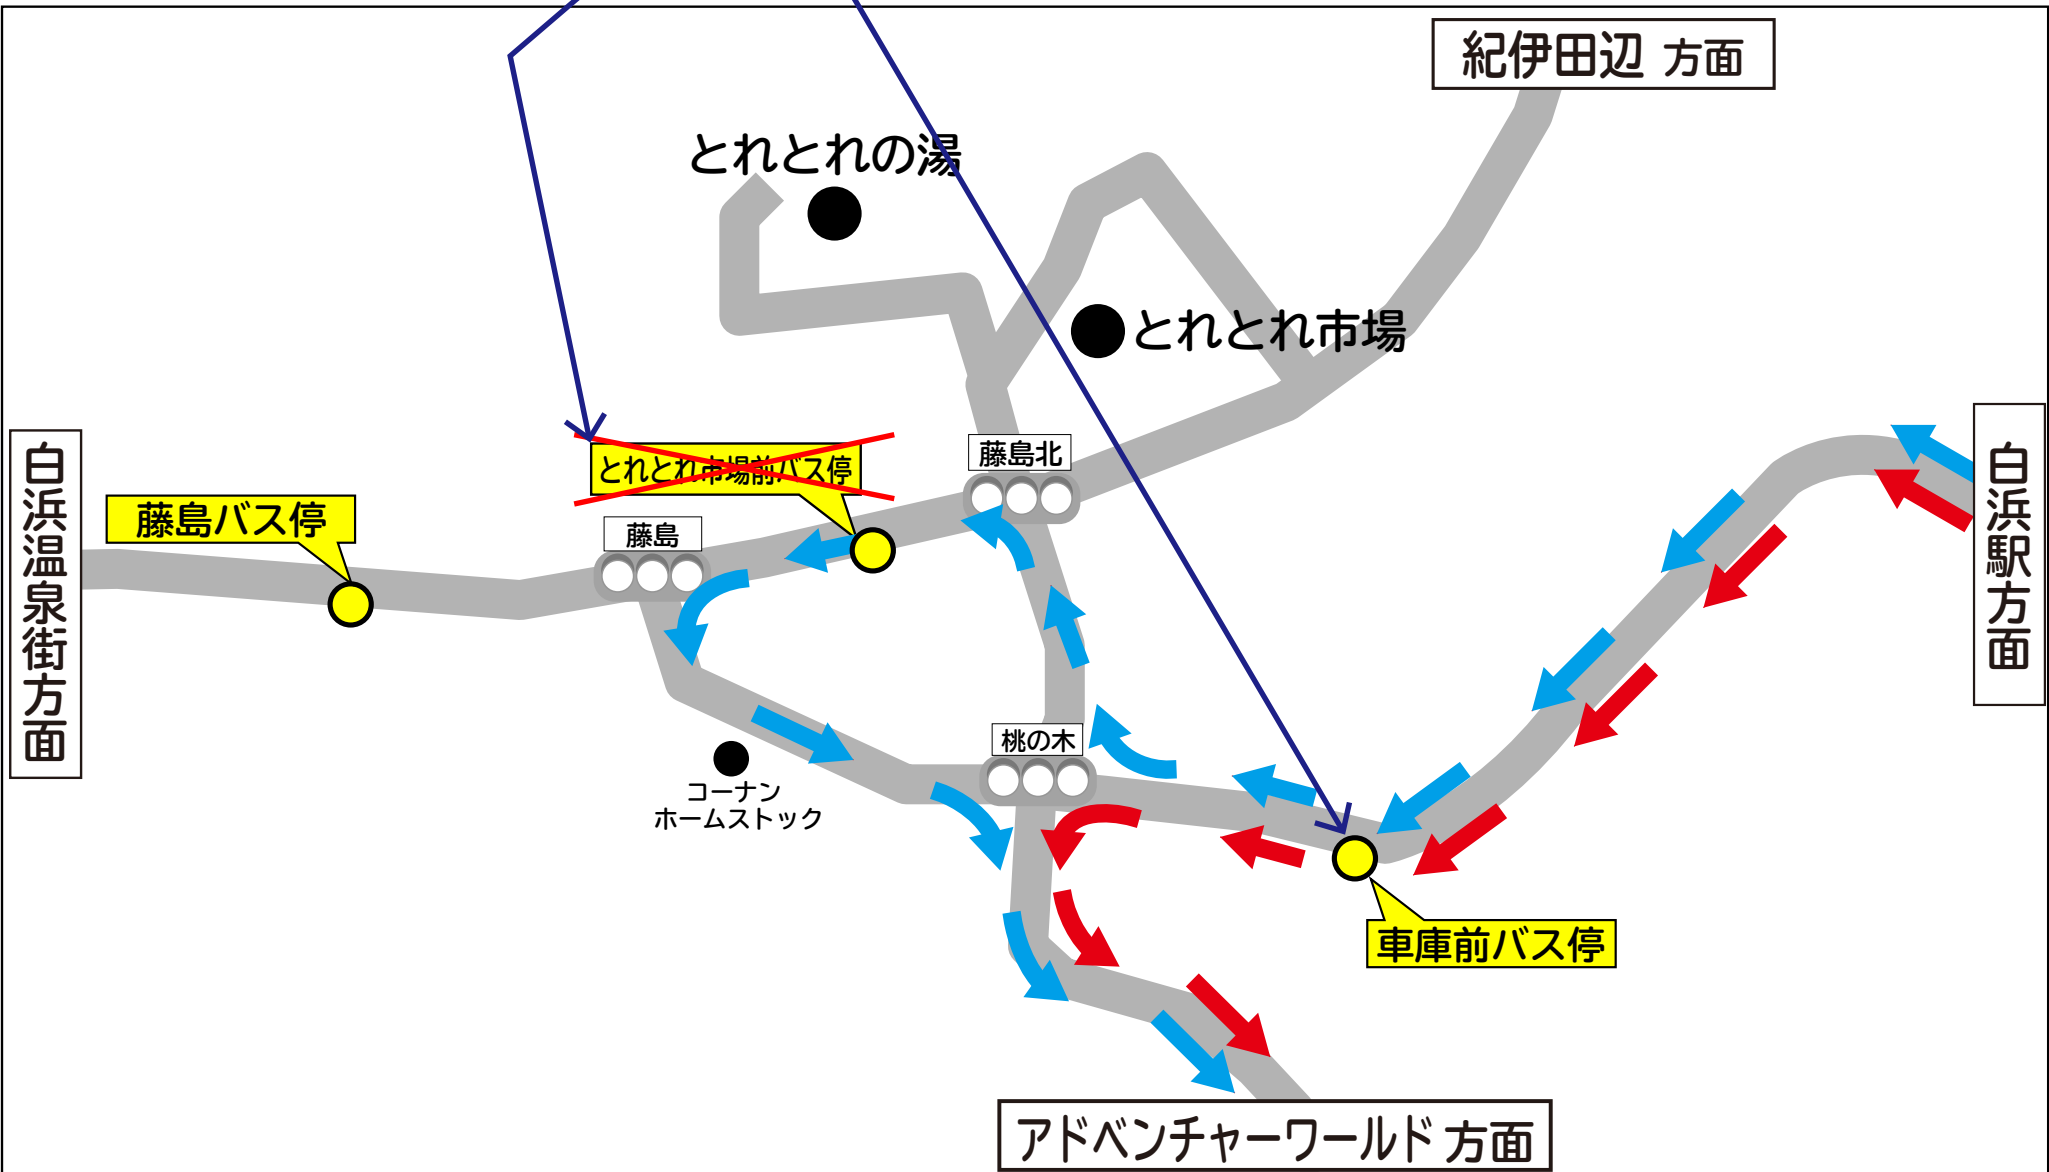 紀伊田辺 方面
とれとれの湯
とれとれ市場
藤島北
とれとれ市場前バス停
藤島バス停
藤島
白浜温泉街方面
白浜駅方面
桃の木
コーナン
ホームストック
車庫前バス停
アドベンチャーワールド 方面